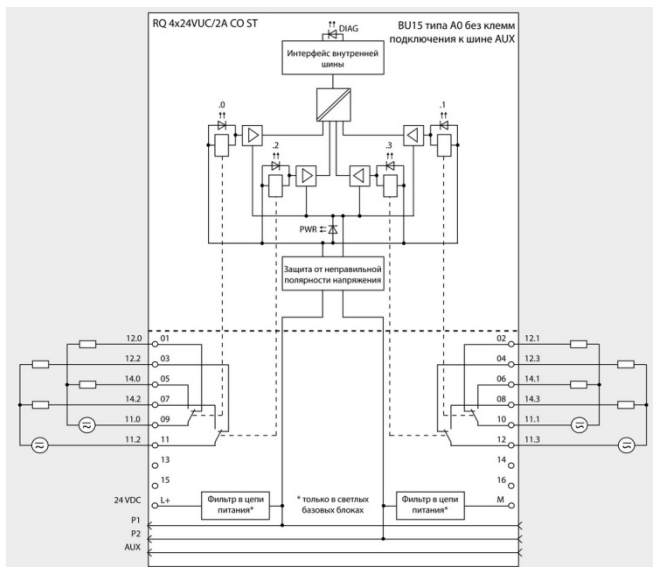 RQ 4x24VUC/2A CO ST
BU15 типа A0 без клемм
подключения к шине AUX
DIAG
Интерфейс внутренней
шины
.0
.1
.2
.3
PWR
Защита от неправильной
полярности напряжения
12.0 01
02 12.1
12.2 03
04 12.3
14.0 05
06 14.1
14.2 07
08 14.3
11.0 09
10 11.1
11.2 11
12 11.3
13
14
15
16
24 VDC L+
Фильтр в цепи
питания*
* только в светлых
базовых блоках
Фильтр в цепи
питания*
M
P1
P2
AUX